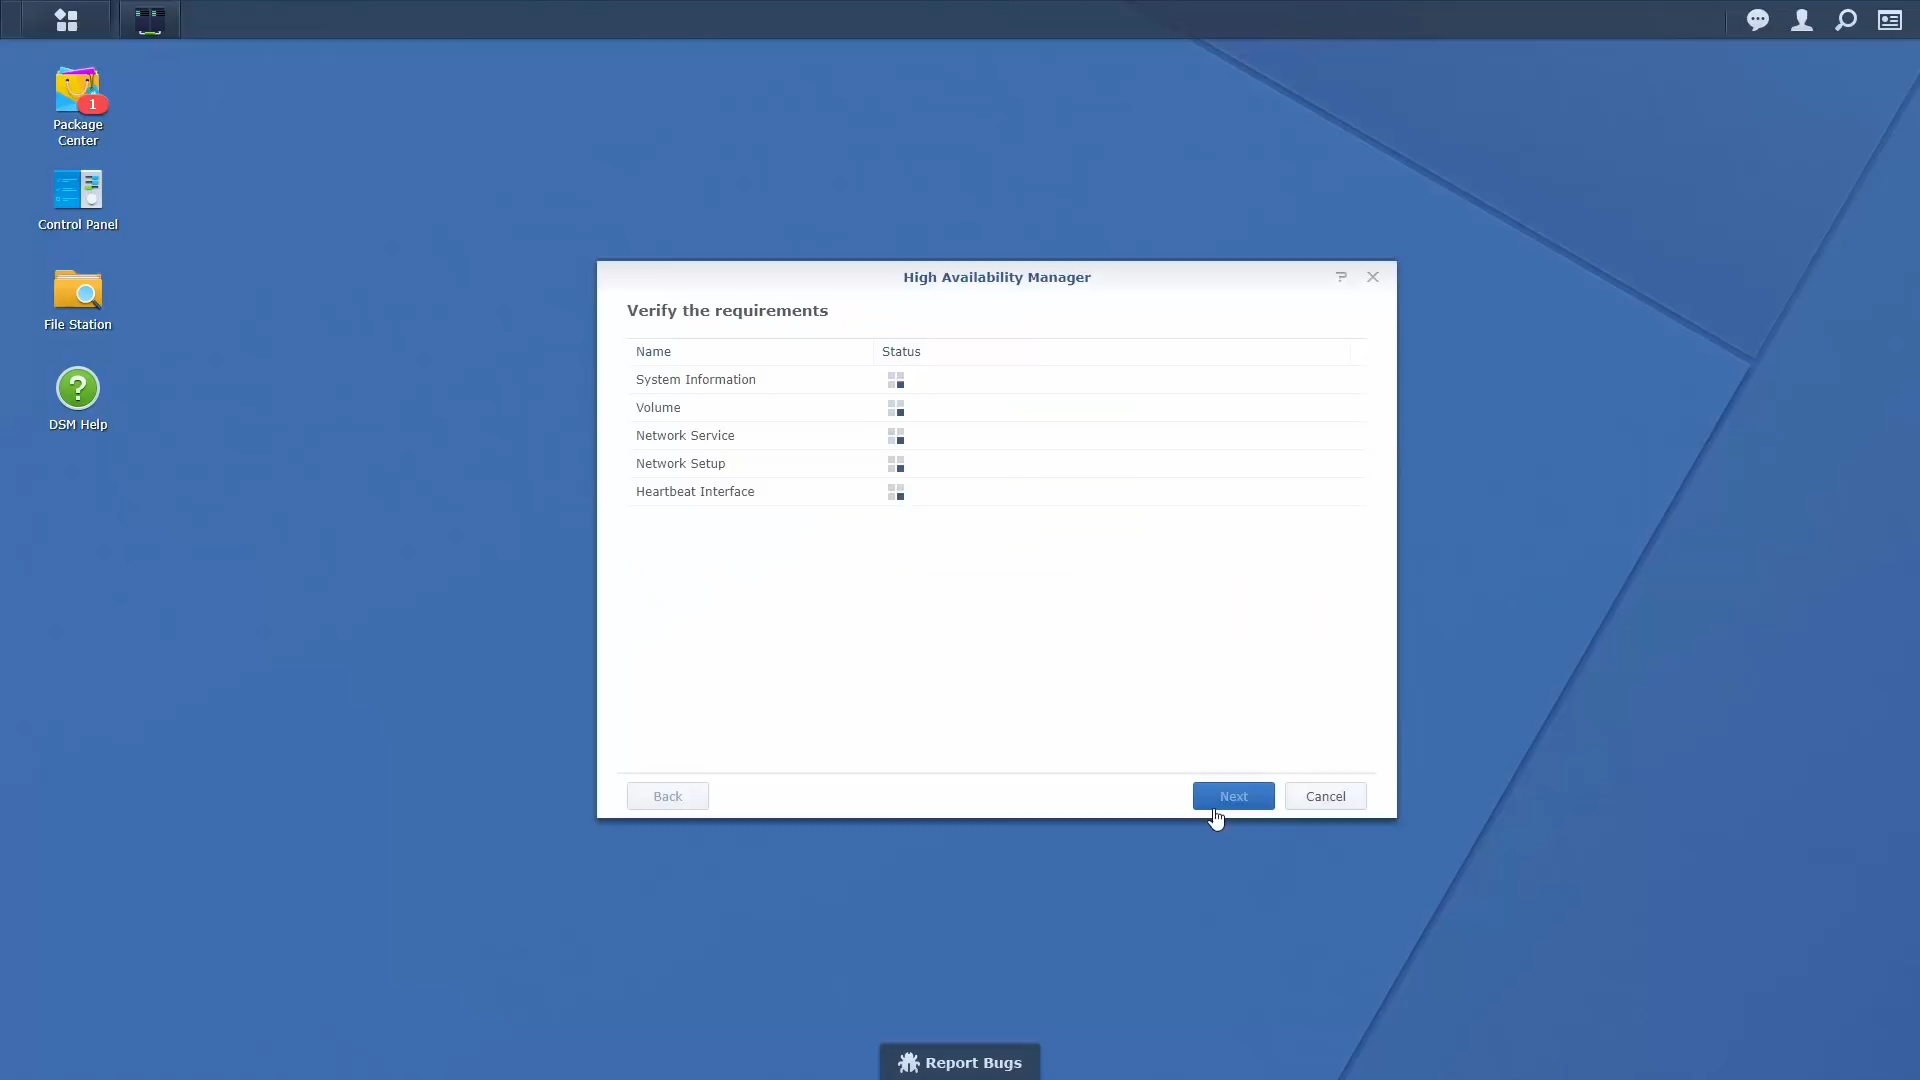 1
Package
Center
Control Panel
File Station
?
DSM Help
High Availability Manager
Verify the requirements
Name Status
System Information
Volume
Network Service
Network Setup
Heartbeat Interface
Back Next Cancel
Report Bugs